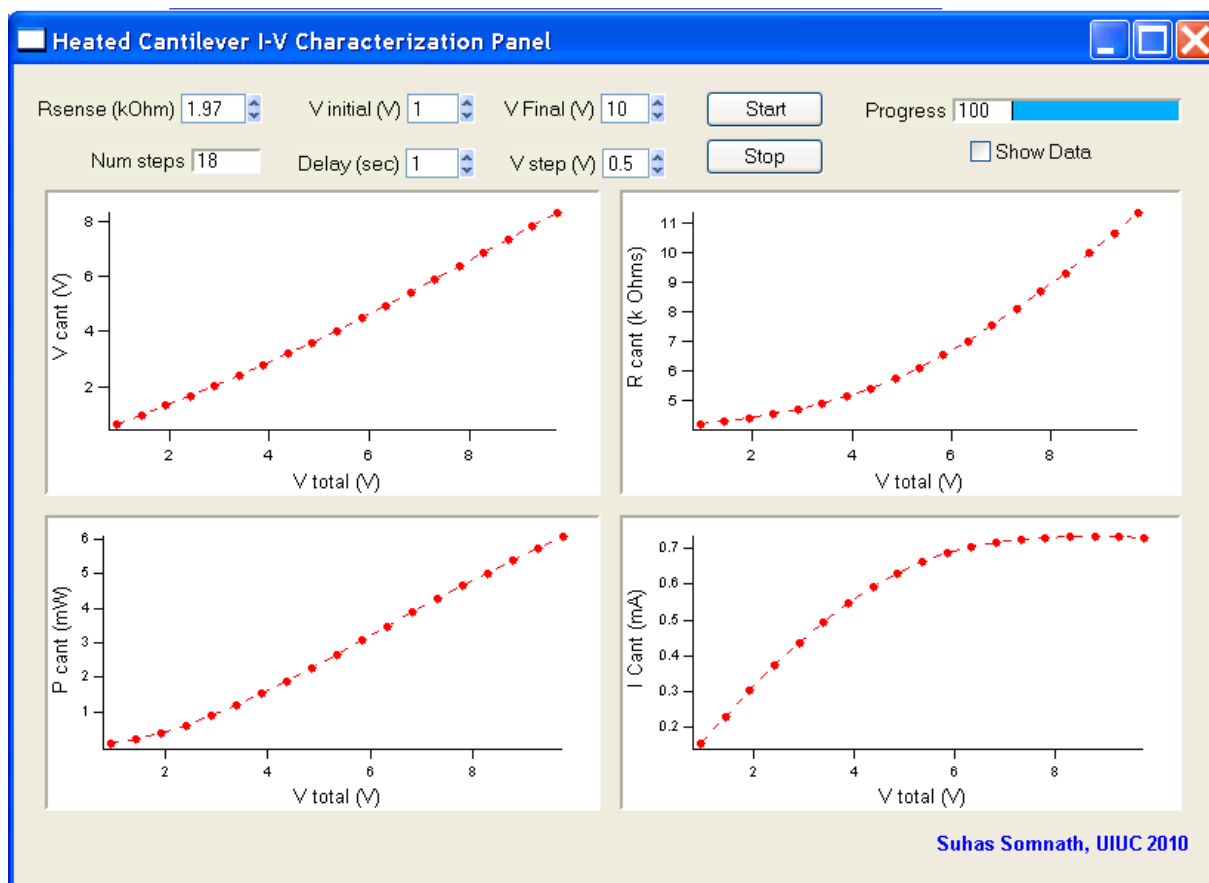 Heated Cantilever I-V Characterization Panel
Rsense (kOhm) 1.97 V initial (V) 1 V Final (V) 10 Start Progress 100
Num steps 18 Delay (sec) 1 V step (V) 0.5 Stop Show Data
V cant (V)
8
6
4
2
2 4 6 8
V total (V)
R cant (k Ohms)
11
10
9
8
7
6
5
2 4 6 8
V total (V)
P cant (mW)
6
5
4
3
2
1
2 4 6 8
V total (V)
I Cant (mA)
0.7
0.6
0.5
0.4
0.3
0.2
2 4 6 8
V total (V)
Suhas Somnath, UIUC 2010